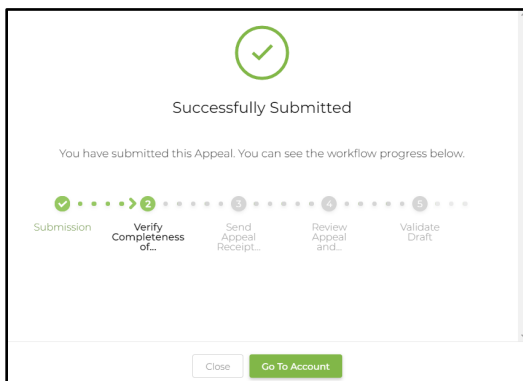 Successfully Submitted
You have submitted this Appeal. You can see the workflow progress below.
2 3 4 5
Submission Verify Send Review Validate
Completeness Appeal Appeal Draft
of... Receipt... and...
Close Go To Account